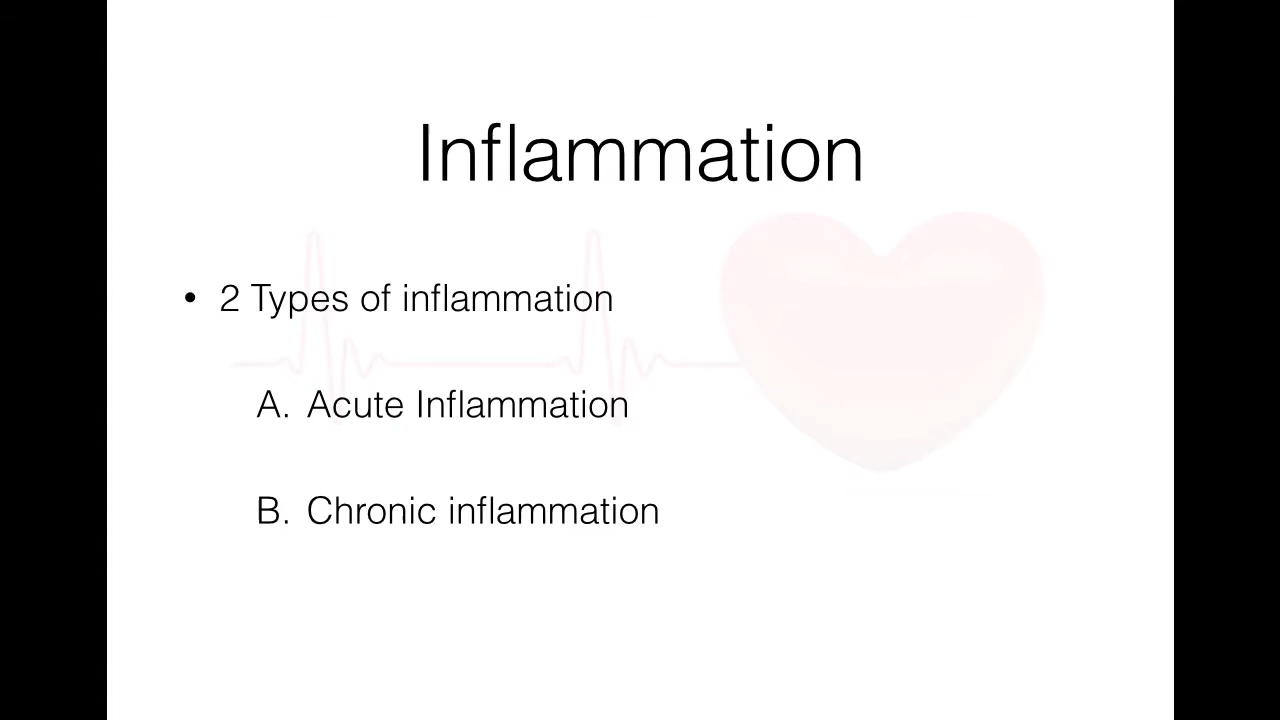 Inflammation
• 2 Types of inflammation
A. Acute Inflammation
B. Chronic inflammation